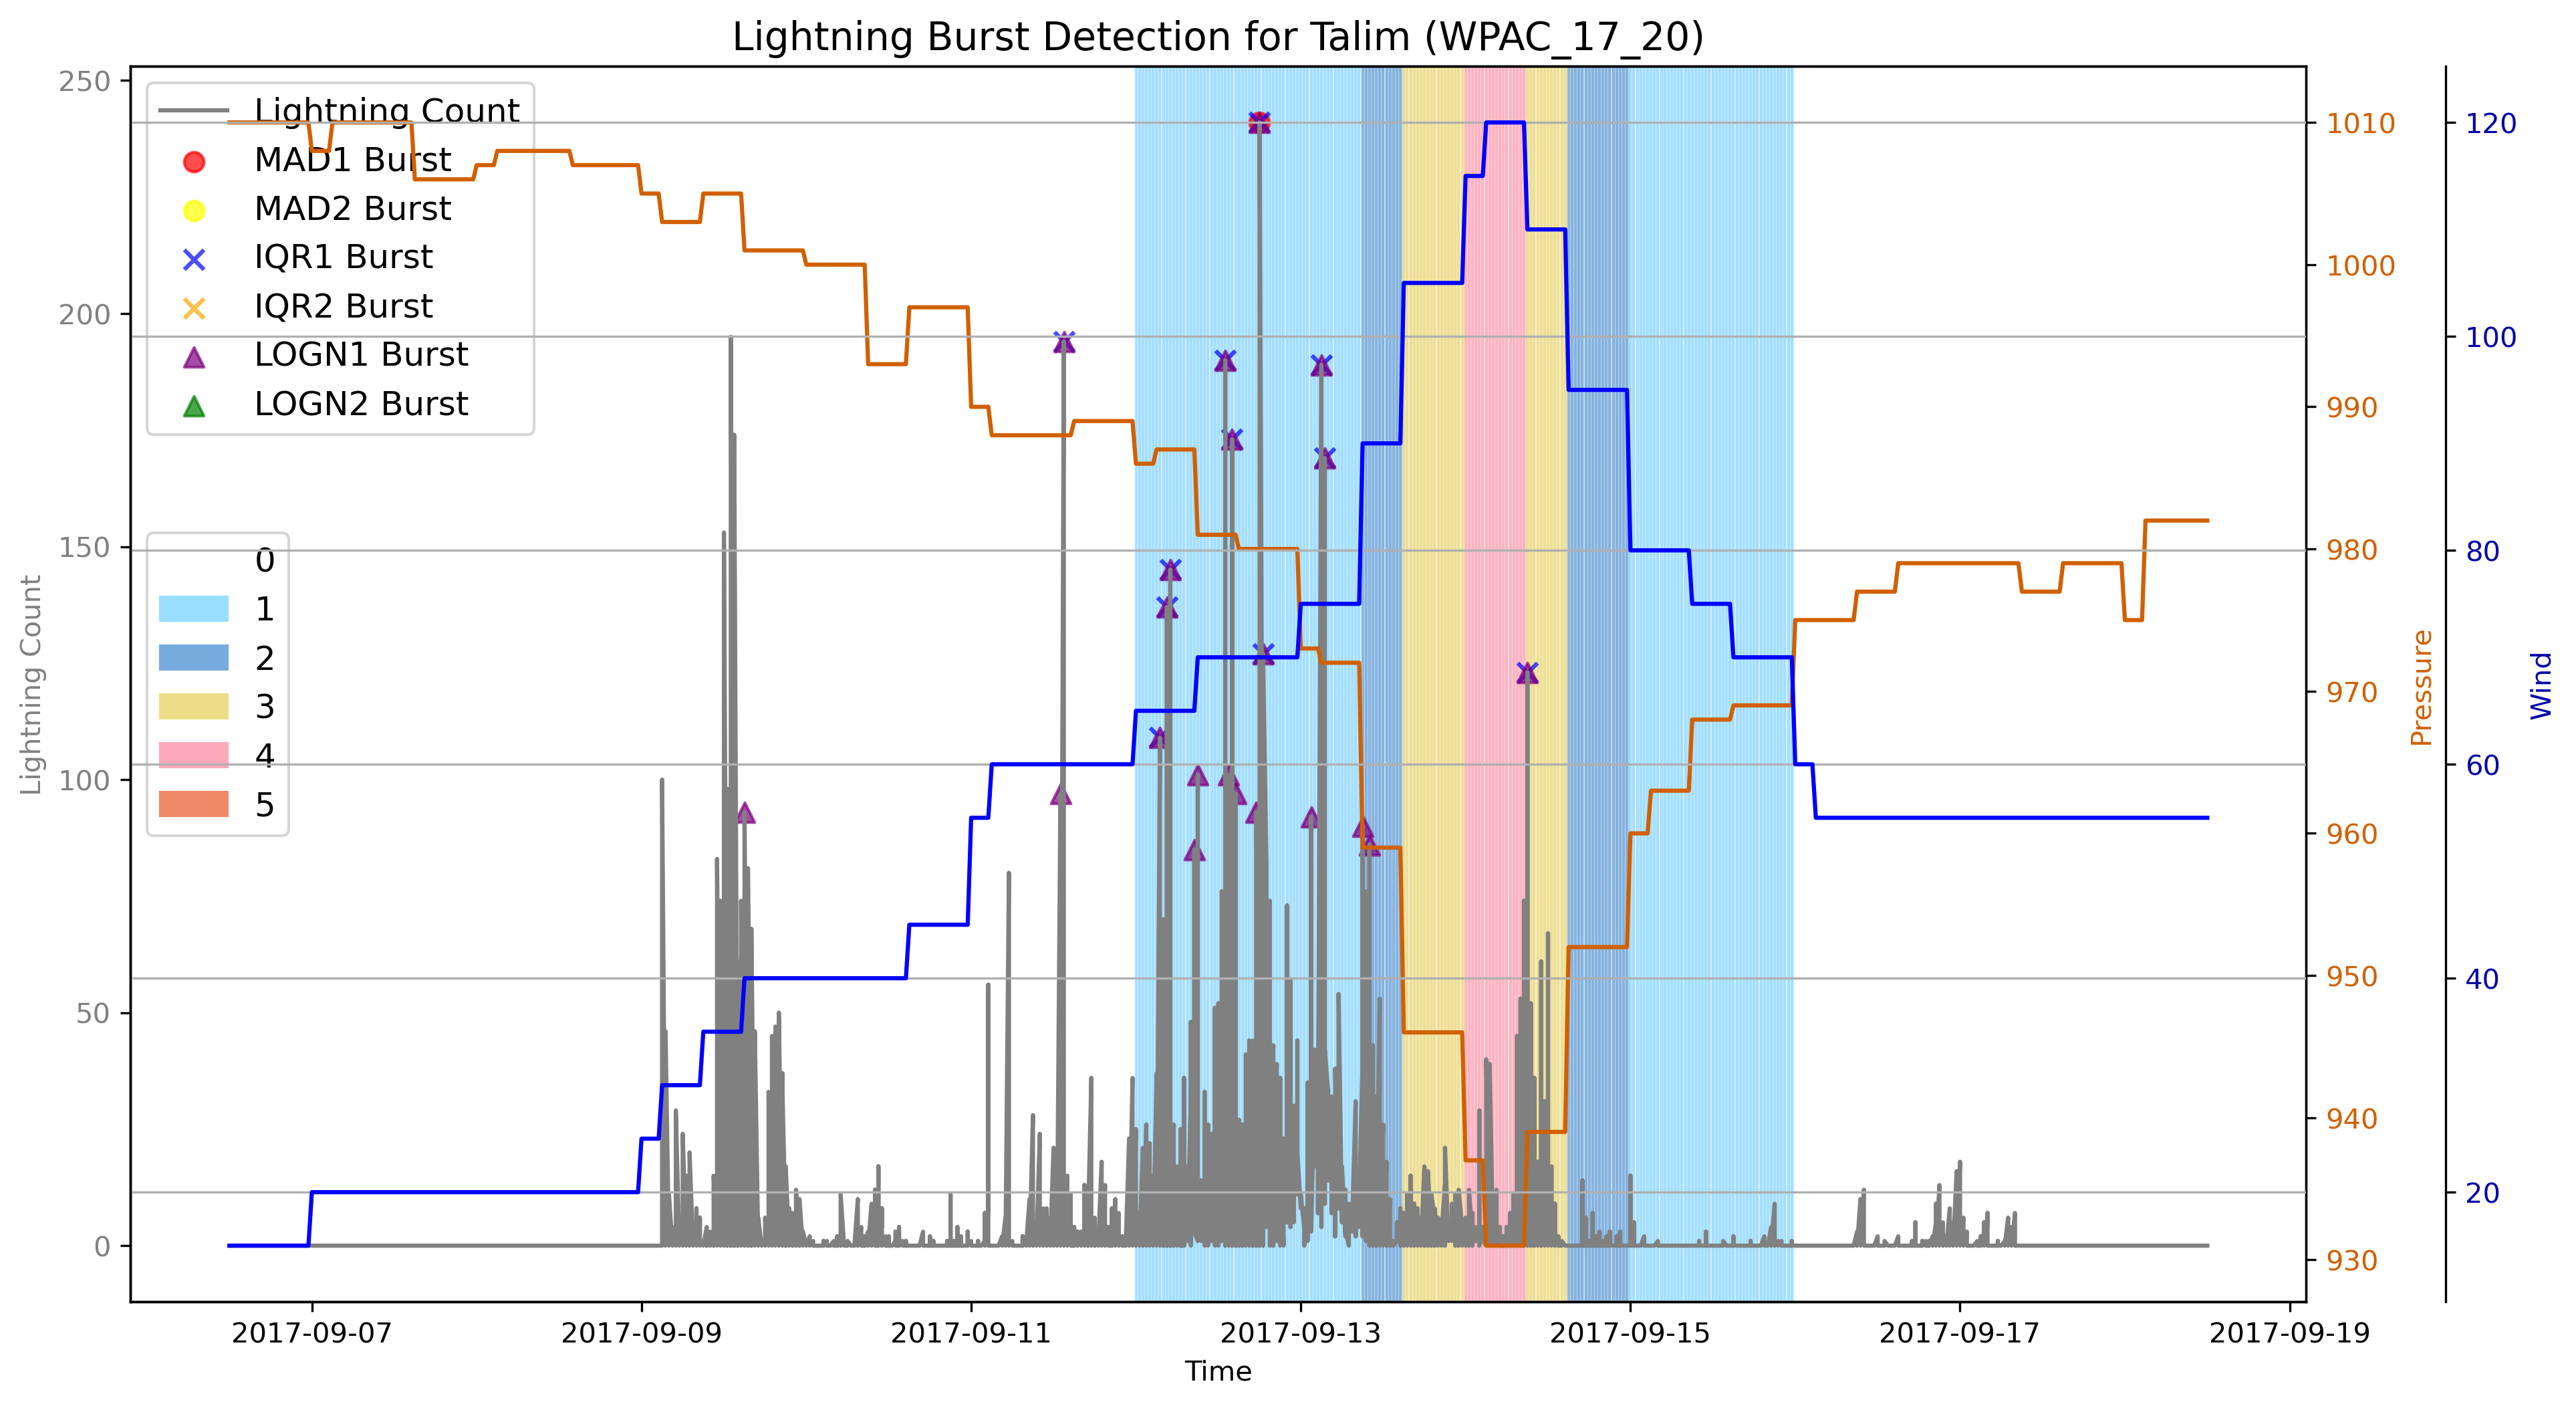 Lightning Burst Detection for Talim (WPAC_17_20)
Lightning Count
MAD1 Burst
MAD2 Burst
IQR1 Burst
IQR2 Burst
LOGN1 Burst
LOGN2 Burst
0
1
2
3
4
5
250
200
150
100
50
0
Lightning Count
1010
1000
990
980
970
960
950
940
930
Pressure
120
100
80
60
40
20
Wind
2017-09-07
2017-09-09
2017-09-11
2017-09-13
2017-09-15
2017-09-17
2017-09-19
Time